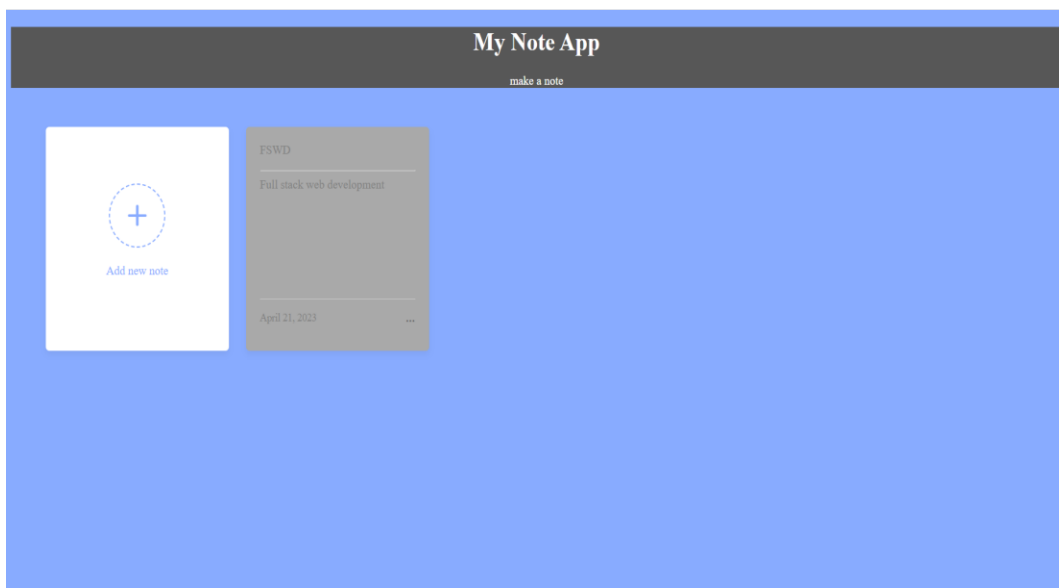 My Note App
make a note
Add new note
FSWD
Full stack web development
April 21, 2023
...